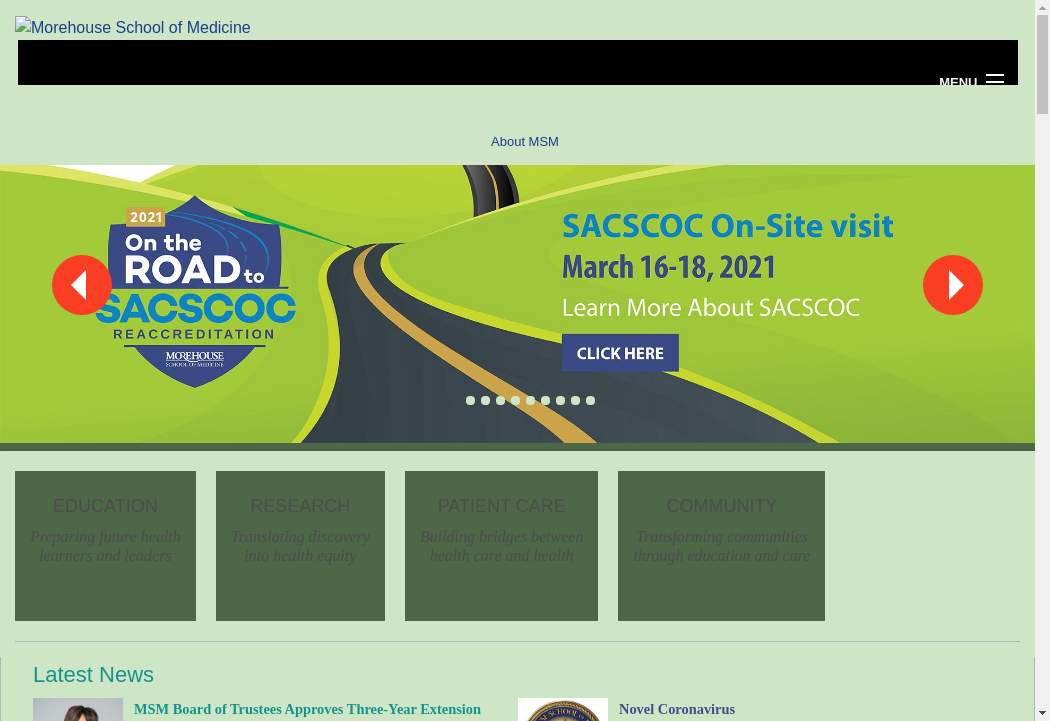 Morehouse School of Medicine
MENU
About MSM
2021
On the
ROAD to
SACSCOC
REACCREDITATION
MOREHOUSE
SCHOOL OF MEDICINE
SACSCOC On-Site visit
March 16-18, 2021
Learn More About SACSCOC
CLICK HERE
EDUCATION
Preparing future health
learners and leaders
RESEARCH
Translating discovery
into health equity
PATIENT CARE
Building bridges between
health care and health
COMMUNITY
Transforming communities
through education and care
Latest News
MSM Board of Trustees Approves Three-Year Extension
Novel Coronavirus